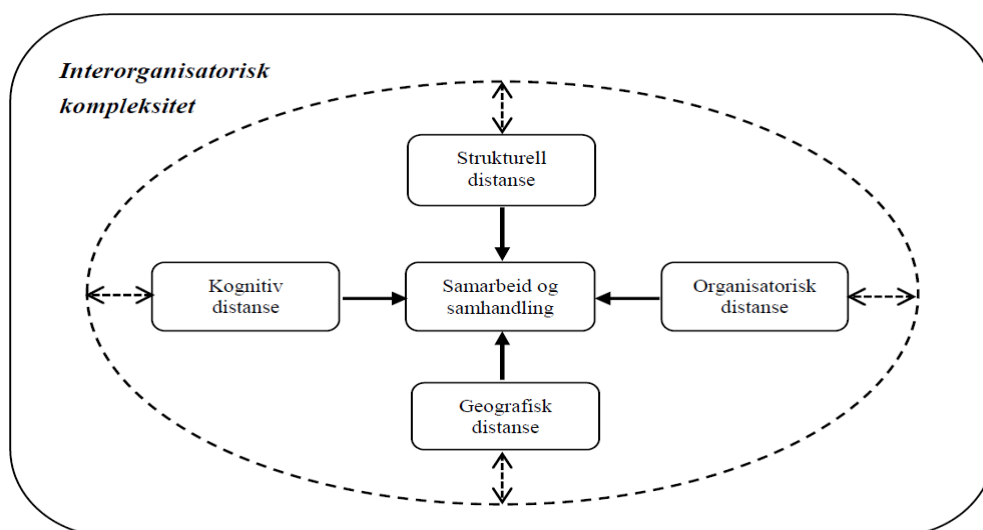 Interorganisatorisk
kompleksitet
Strukturell
distanse
Kognitiv
distanse
Samarbeid og
samhandling
Organisatorisk
distanse
Geografisk
distanse